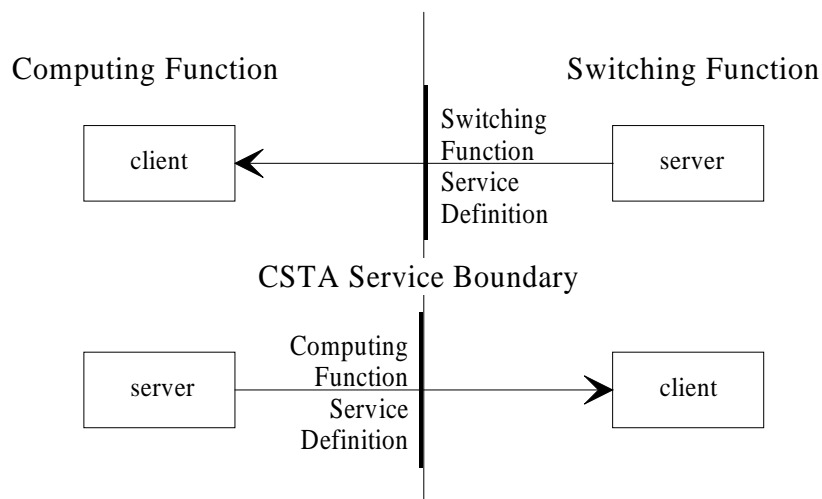 Computing Function
Switching Function
client
Switching
Function
Service
Definition
server
CSTA Service Boundary
server
Computing
Function
Service
Definition
client